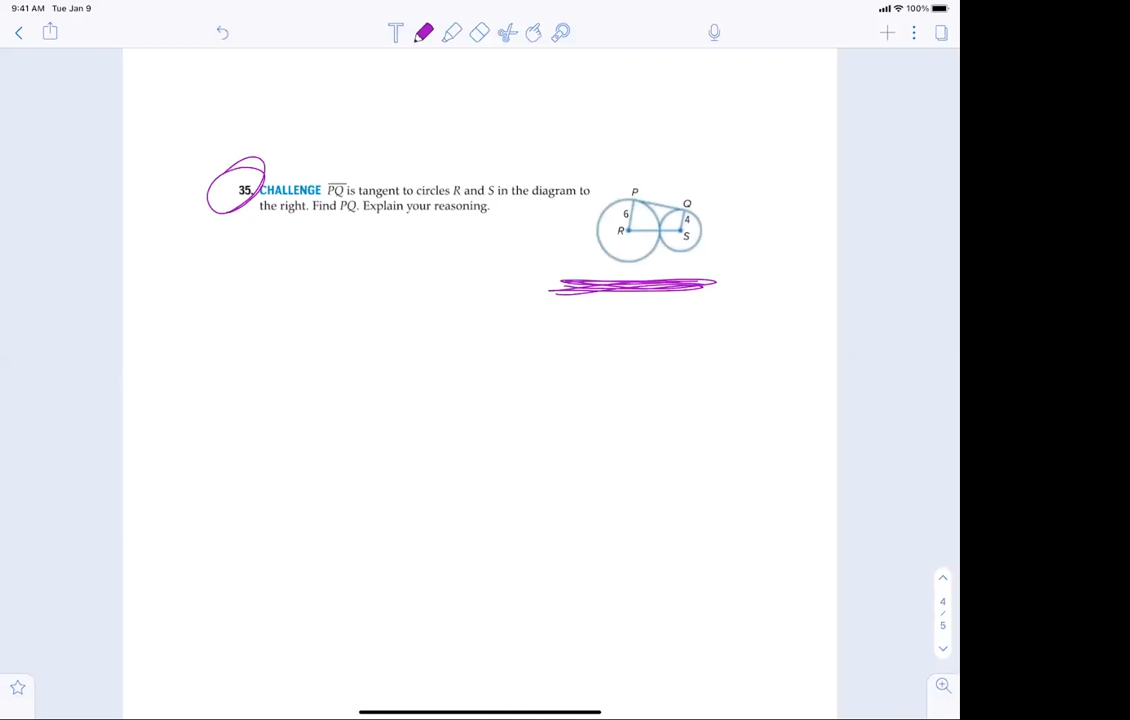 9:41 AM Tue Jan 9
100%
T
35. CHALLENGE PQ is tangent to circles R and S in the diagram to
the right. Find PQ. Explain your reasoning.
P
Q
6
4
R
S
4
/
5